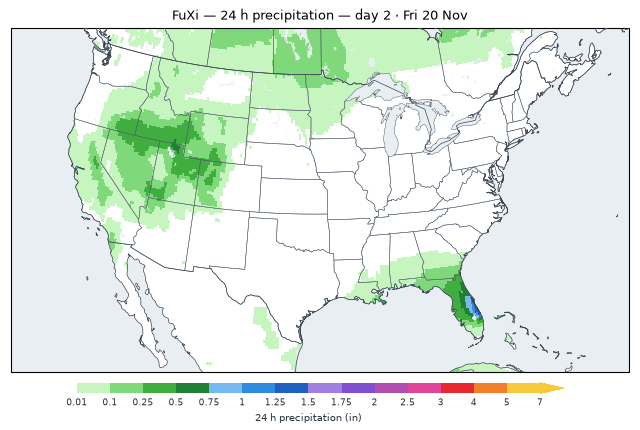 FuXi — 24 h precipitation — day 2 · Fri 20 Nov
0.01 0.1 0.25 0.5 0.75 1 1.25 1.5 1.75 2 2.5 3 4 5 7
24 h precipitation (in)